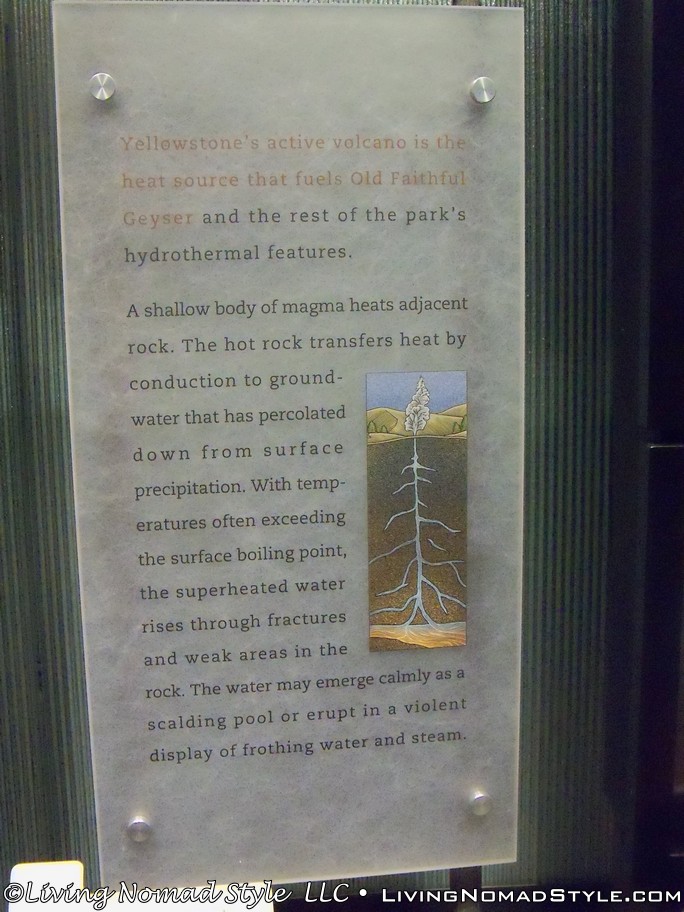 Yellowstone's active volcano is the
heat source that fuels Old Faithful
Geyser and the rest of the park's
hydrothermal features.
A shallow body of magma heats adjacent
rock. The hot rock transfers heat by
conduction to ground-
water that has percolated
down from surface
precipitation. With temp-
eratures often exceeding
the surface boiling point,
the superheated water
rises through fractures
and weak areas in the
rock. The water may emerge calmly as a
scalding pool or erupt in a violent
display of frothing water and steam.
©Living Nomad Style LLC • LivingNomadStyle.com